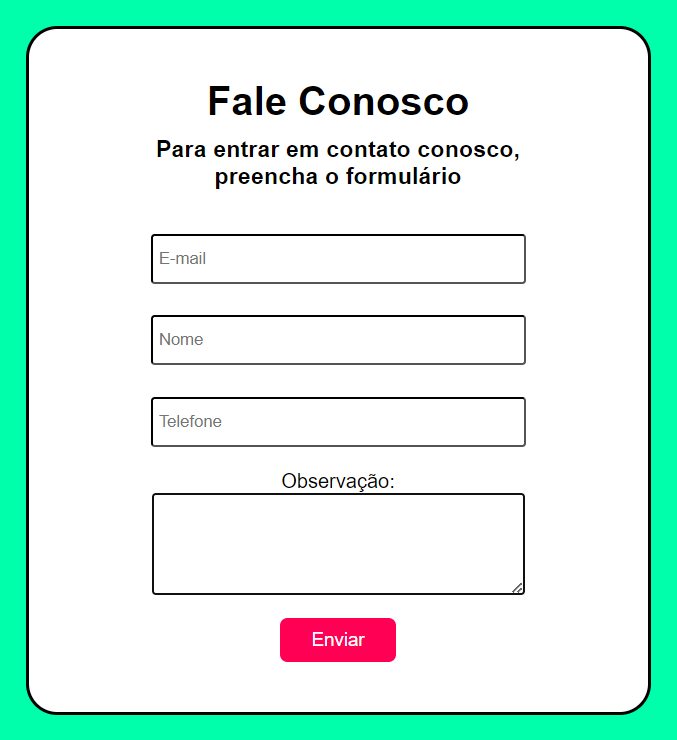 Fale Conosco
Para entrar em contato conosco,
preencha o formulário
E-mail
Nome
Telefone
Observação:
Enviar